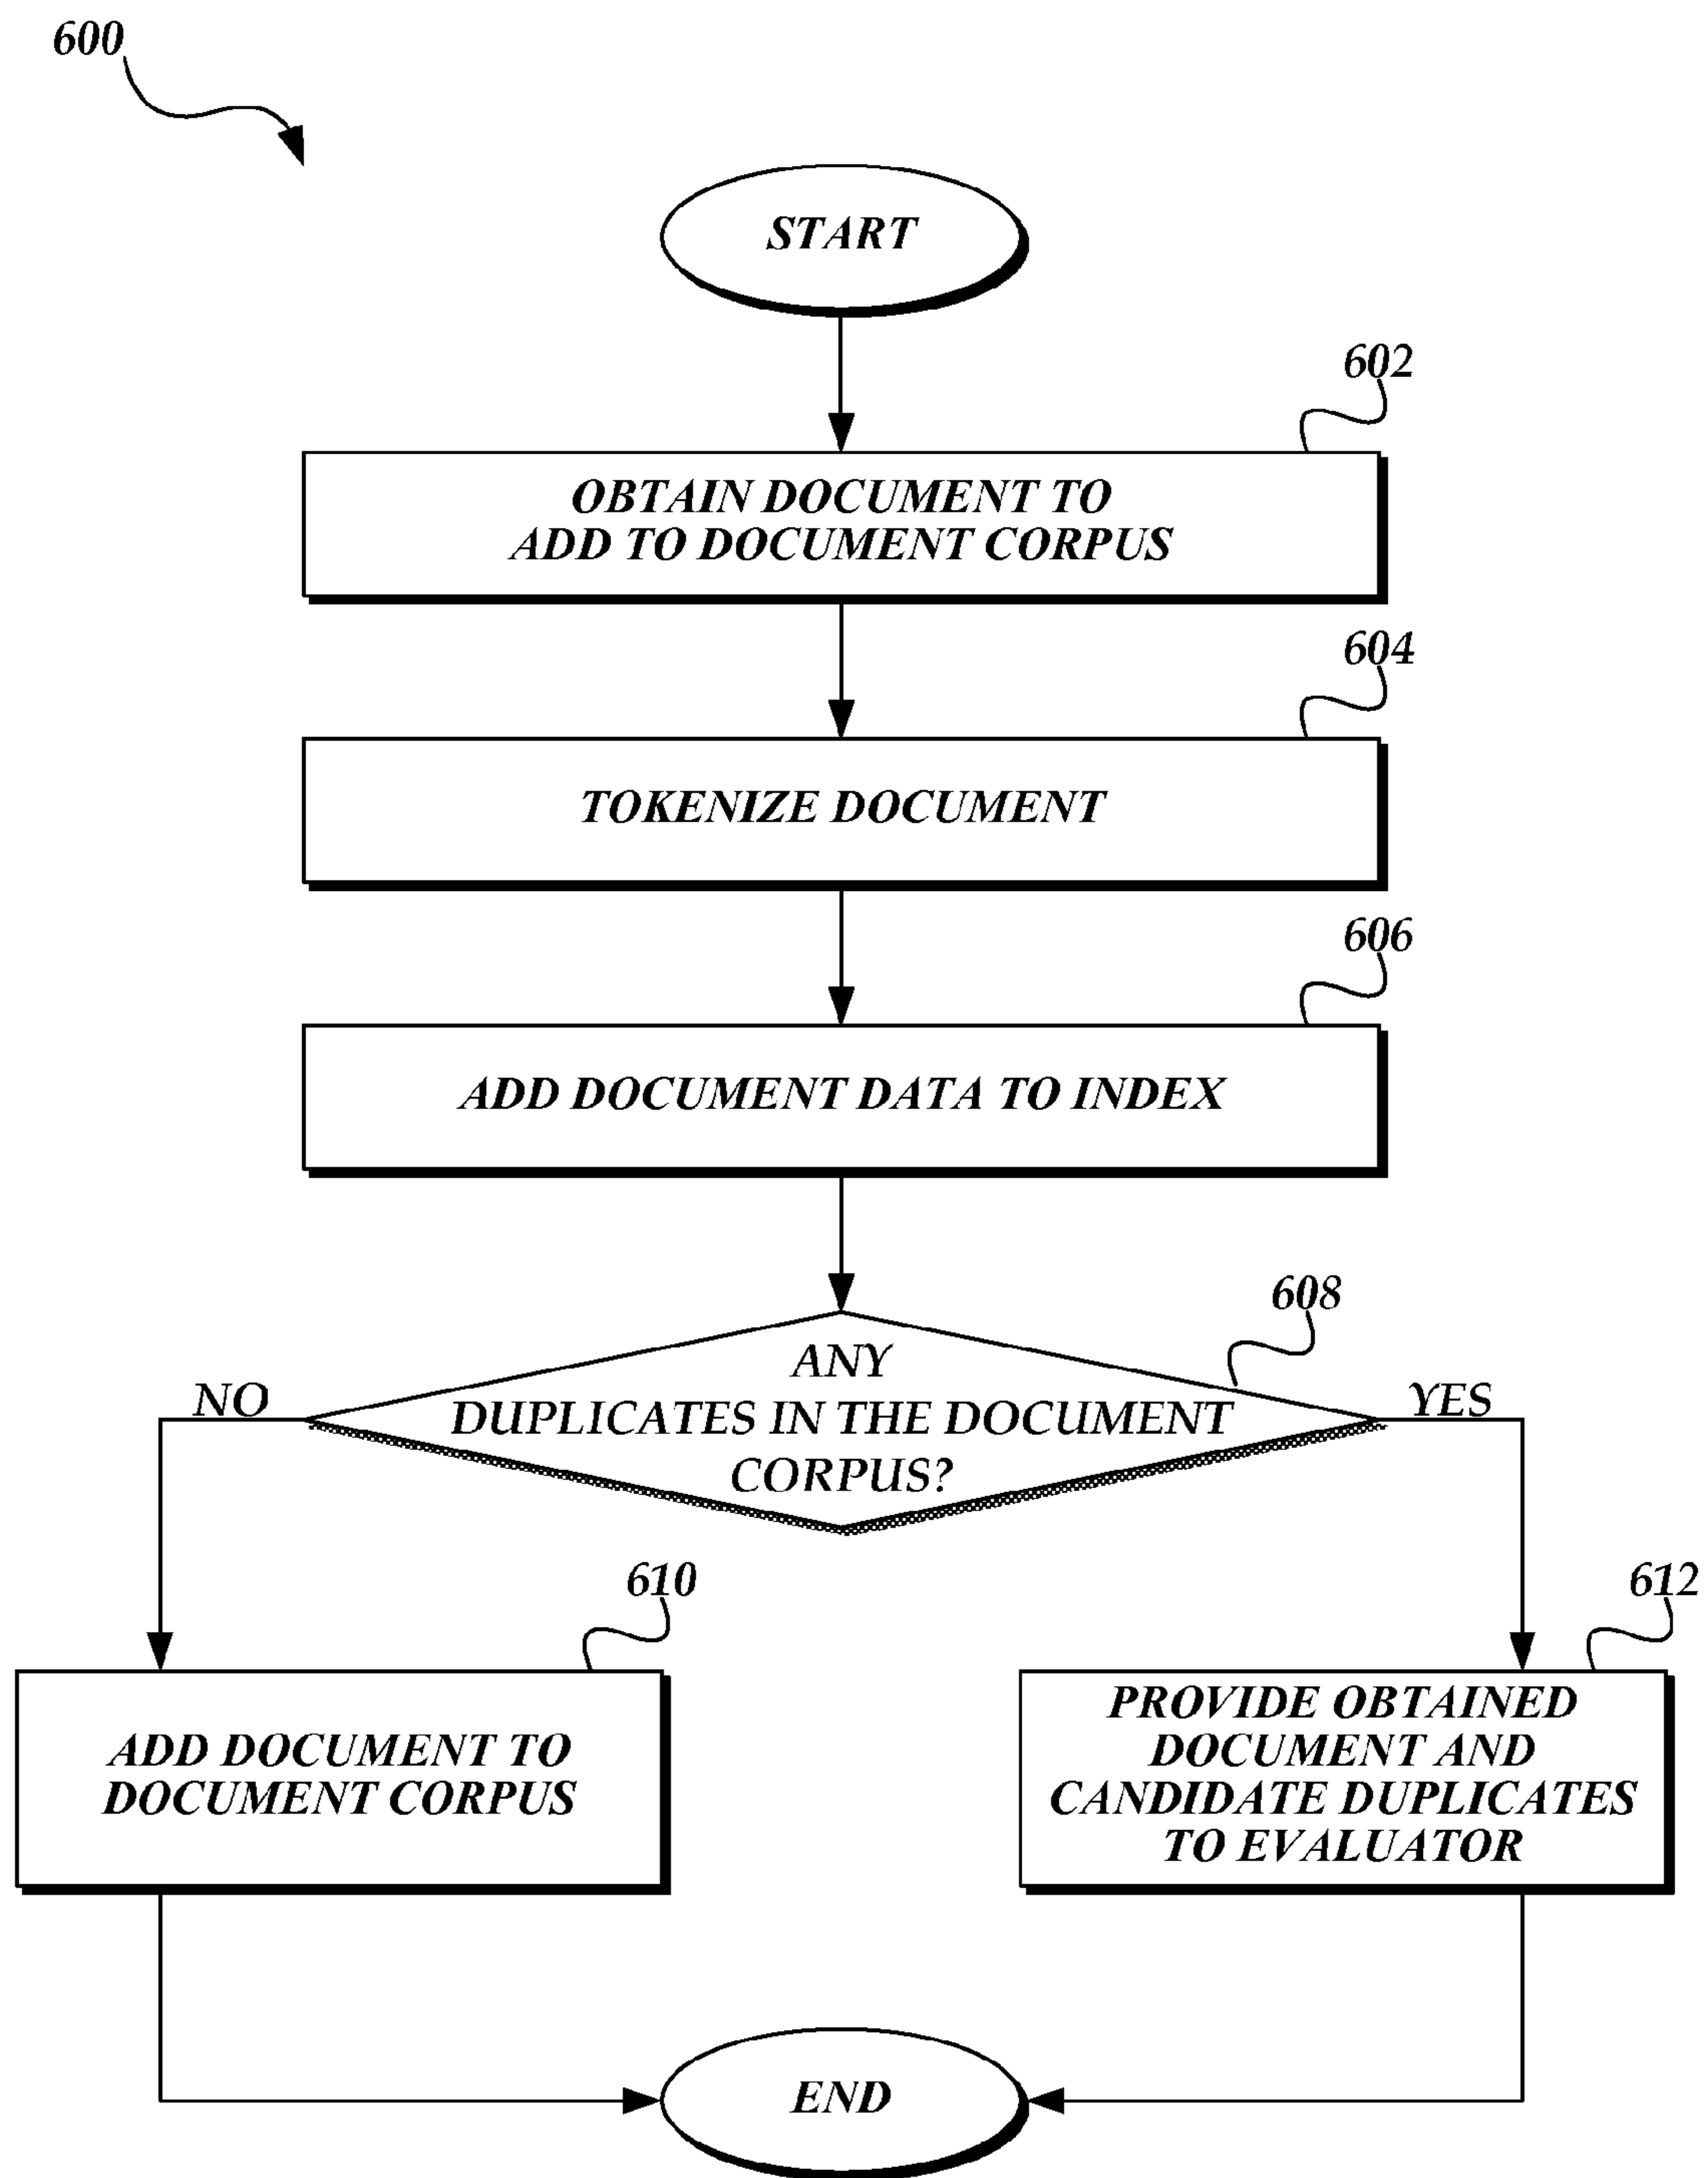 600
START
602
OBTAIN DOCUMENT TO
ADD TO DOCUMENT CORPUS
604
TOKENIZE DOCUMENT
606
ADD DOCUMENT DATA TO INDEX
608
ANY
DUPLICATES IN THE DOCUMENT
CORPUS?
NO
YES
610
ADD DOCUMENT TO
DOCUMENT CORPUS
612
PROVIDE OBTAINED
DOCUMENT AND
CANDIDATE DUPLICATES
TO EVALUATOR
END